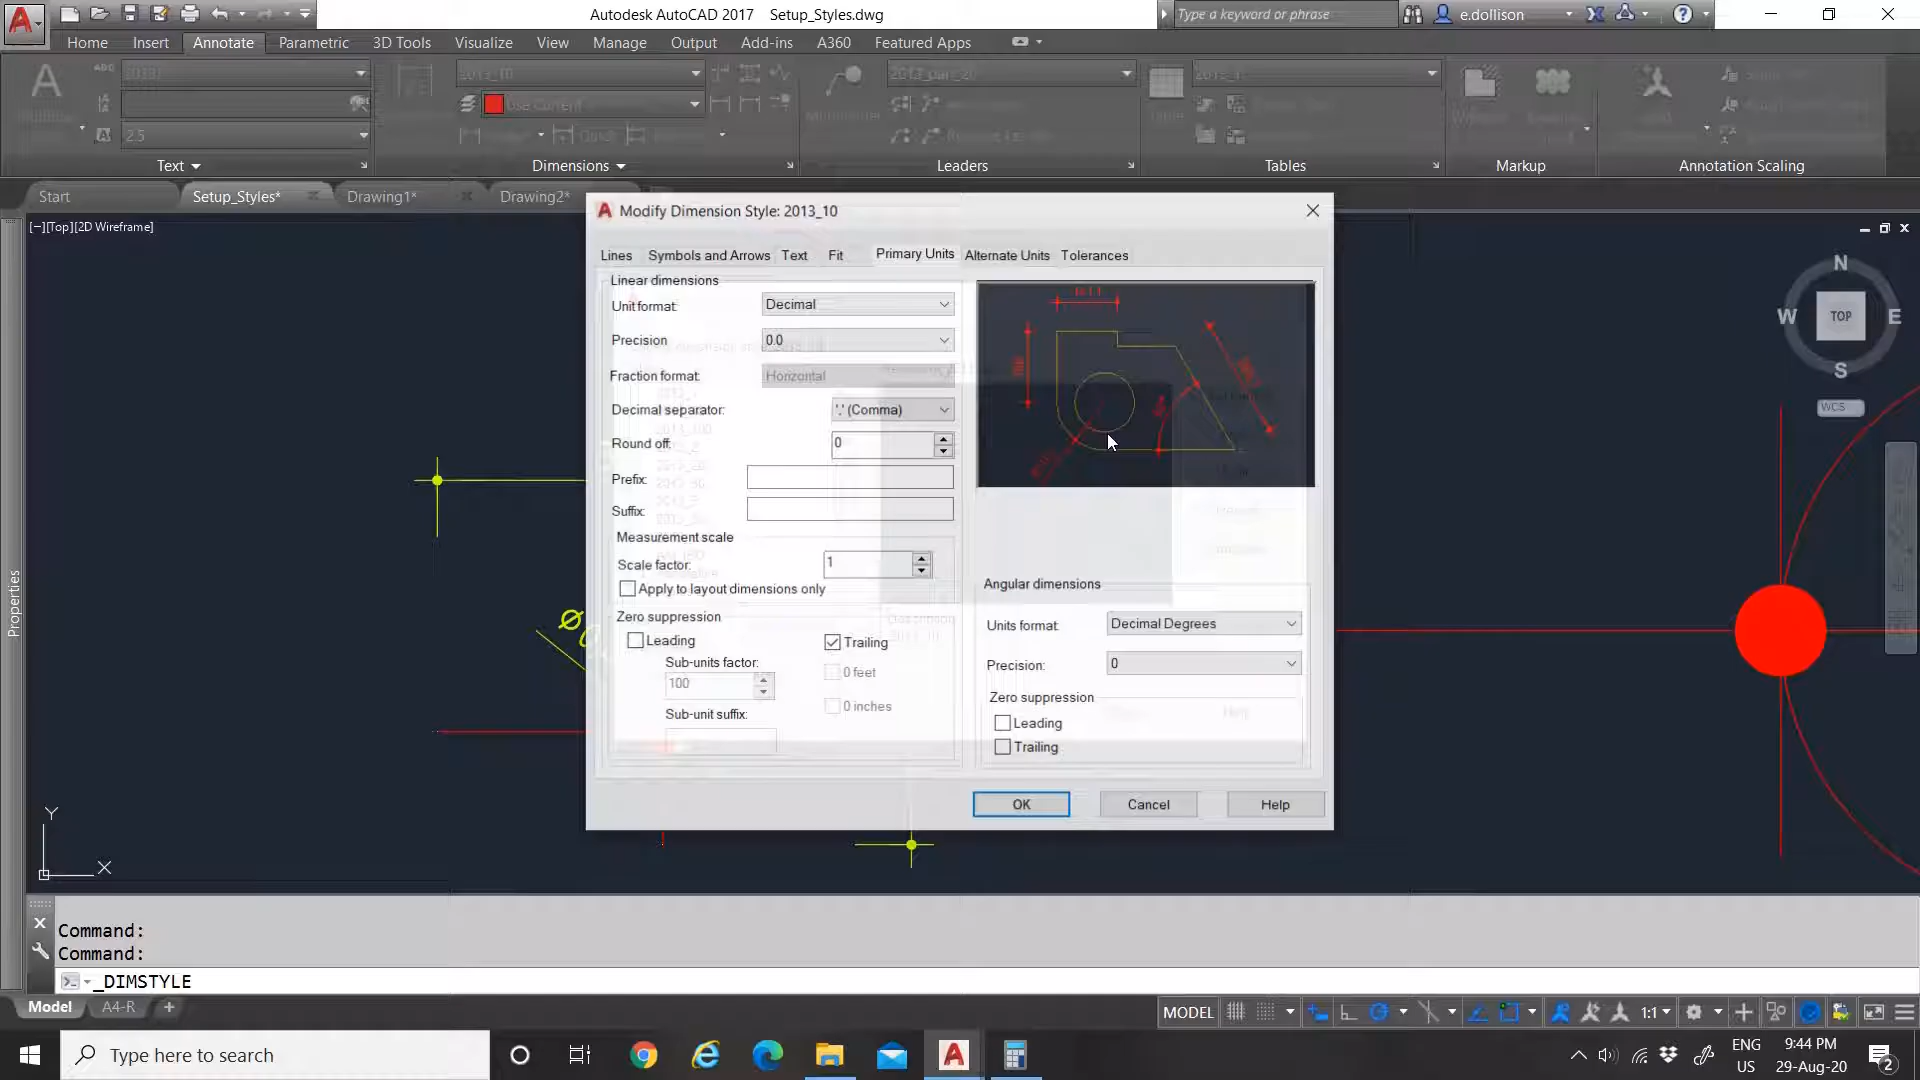 Autodesk AutoCAD 2017 Setup_Styles.dwg
Type a keyword or phrase
e.dollison
Home Insert Annotate Parametric 3D Tools Visualize View Manage Output Add-ins A360 Featured Apps
2013_10
Use Current
2.5
Text Dimensions Leaders Tables Markup Annotation Scaling
Start Setup_Styles* Drawing1* Drawing2*
[−][Top][2D Wireframe]
N
W TOP E
S
WCS
Properties
Modify Dimension Style: 2013_10
Lines Symbols and Arrows Text Fit Primary Units Alternate Units Tolerances
Linear dimensions
Unit format: Decimal
Precision 0.0
Fraction format: Horizontal
Decimal separator: ',' (Comma)
Round off: 0
Prefix:
Suffix:
Measurement scale
Scale factor: 1
Apply to layout dimensions only
Zero suppression
Leading
Trailing
Sub-units factor:
100
0 feet
Sub-unit suffix:
0 inches
Angular dimensions
Units format: Decimal Degrees
Precision: 0
Zero suppression
Leading
Trailing
OK Cancel Help
Y
X
Command:
Command:
_DIMSTYLE
Model A4-R +
MODEL 1:1
Type here to search
ENG
US
9:44 PM
29-Aug-20
2